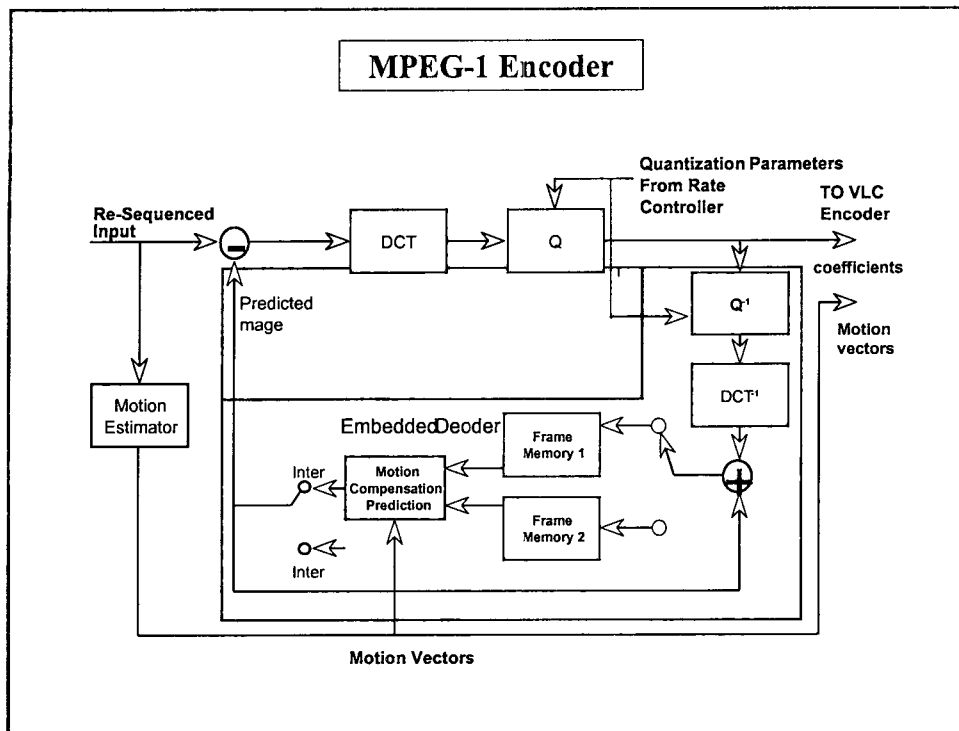 MPEG-1 Encoder
Quantization Parameters
From Rate
Controller
TO VLC
Encoder
Re-Sequenced
Input
DCT
Q
coefficients
Predicted
mage
Q-1
Motion
vectors
DCT-1
Motion
Estimator
EmbeddedDeoder
Frame
Memory 1
Inter
Motion
Compensation
Prediction
Frame
Memory 2
Inter
Motion Vectors